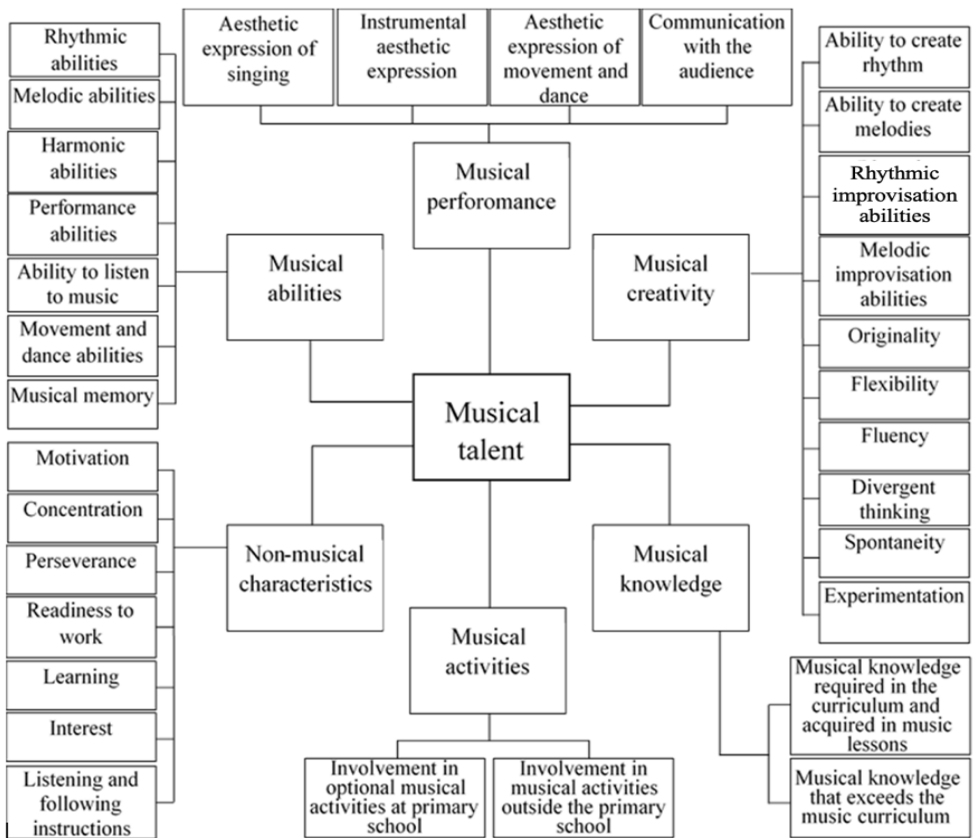 Rhythmic
abilities
Melodic abilities
Harmonic
abilities
Performance
abilities
Ability to listen
to music
Movement and
dance abilities
Musical memory
Aesthetic
expression of
singing
Instrumental
aesthetic
expression
Aesthetic
expression of
movement and
dance
Communication
with the
audience
Musical
perforomance
Musical
abilities
Musical
creativity
Ability to create
rhythm
Ability to create
melodies
Rhythmic
improvisation
abilities
Melodic
improvisation
abilities
Originality
Flexibility
Fluency
Divergent
thinking
Spontaneity
Experimentation
Musical
talent
Motivation
Concentration
Perseverance
Readiness to
work
Learning
Interest
Listening and
following
instructions
Non-musical
characteristics
Musical
activities
Musical
knowledge
Involvement in
optional musical
activities at primary
school
Involvement in
musical activities
outside the primary
school
Musical knowledge
required in the
curriculum and
acquired in music
lessons
Musical knowledge
that exceeds the
music curriculum